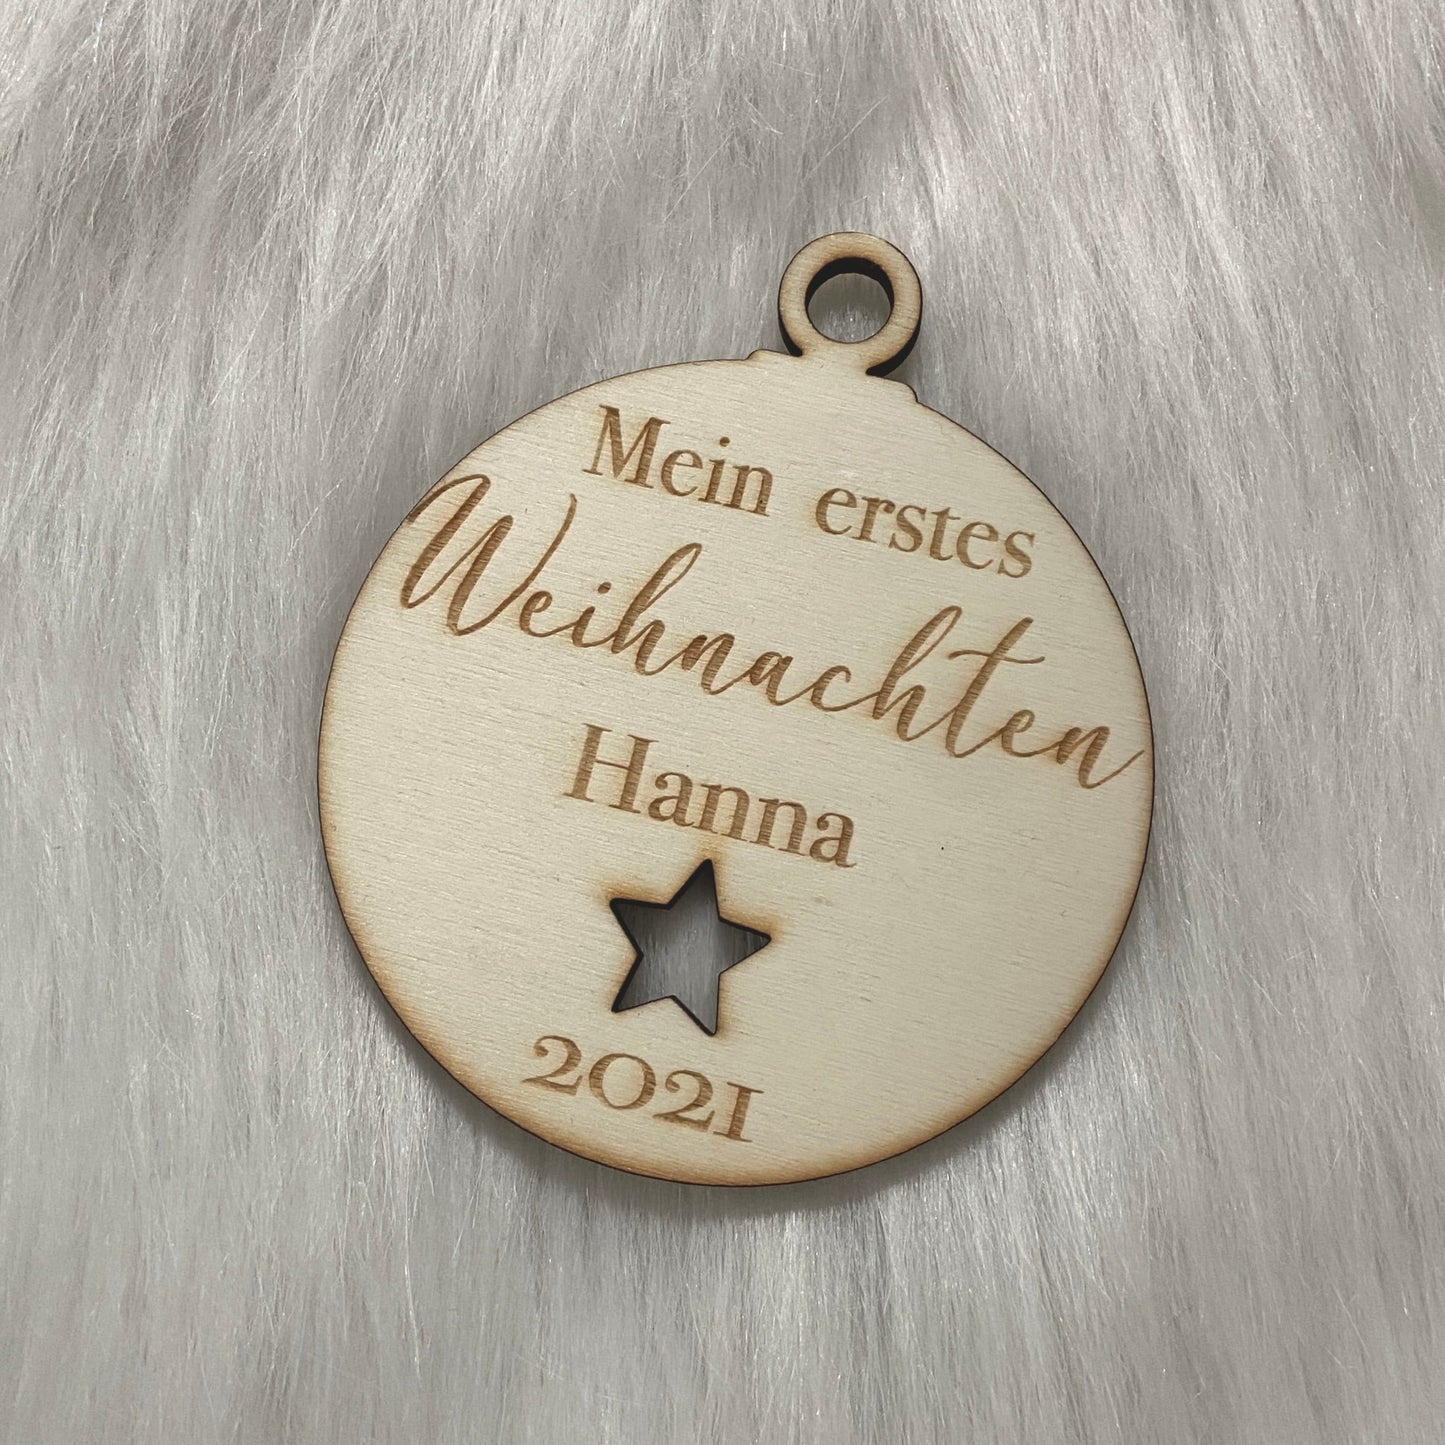 Mein erstes
Weihnachten
Hanna
2021